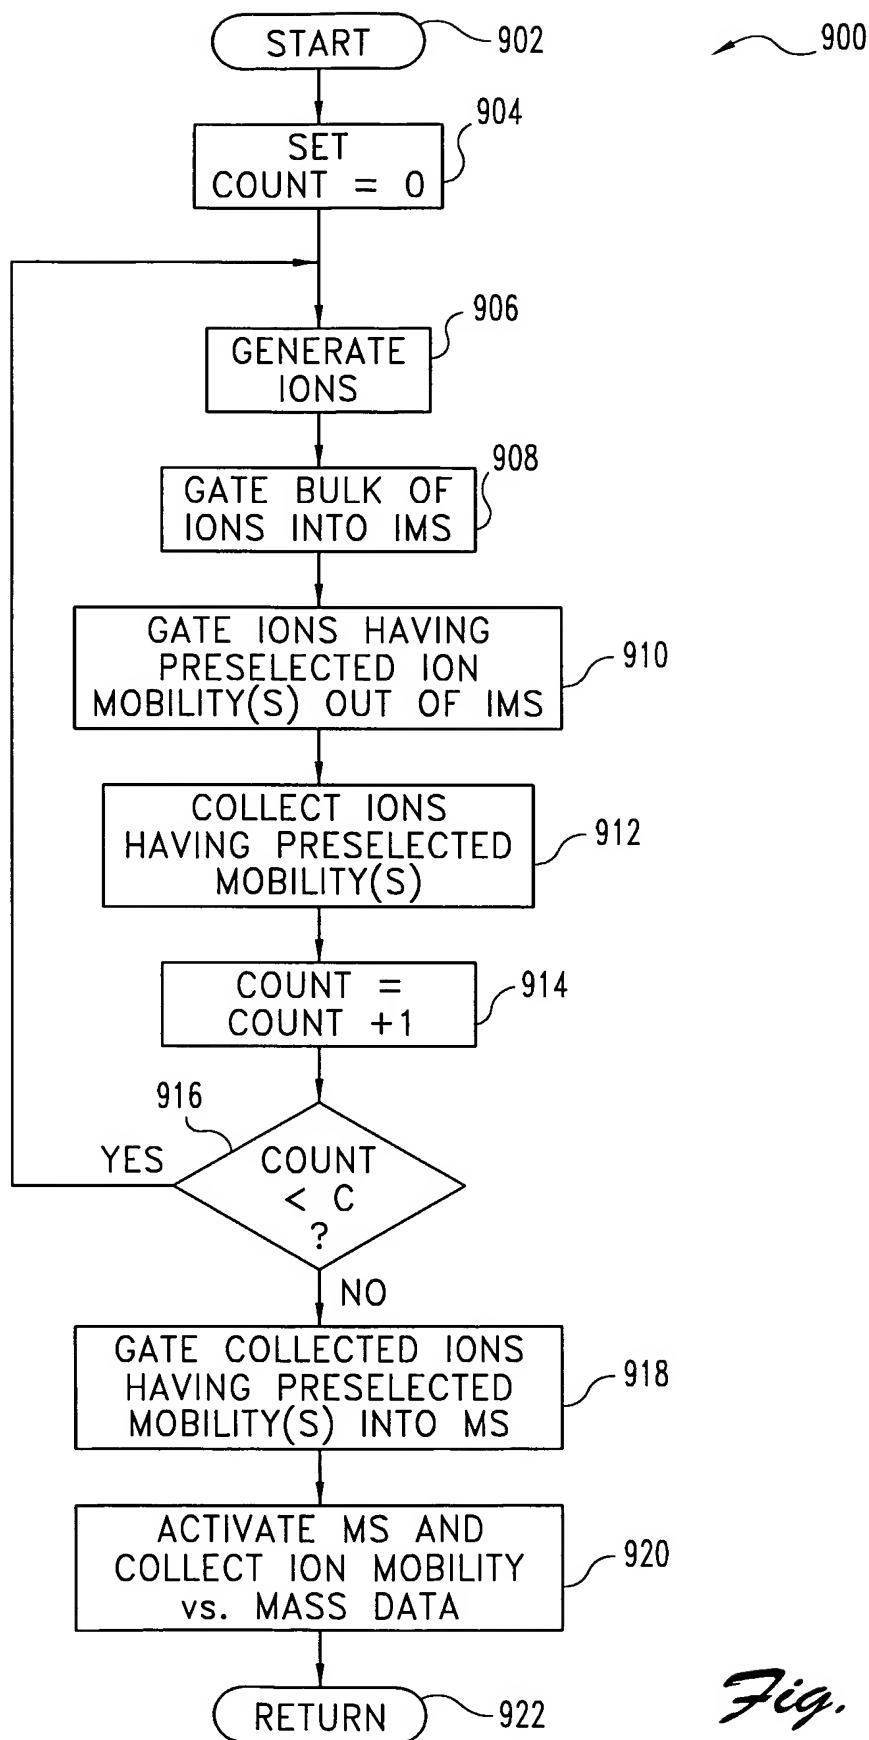 START
902
900
904
SET
COUNT = 0
906
GENERATE
IONS
908
GATE BULK OF
IONS INTO IMS
GATE IONS HAVING
PRESELECTED ION
MOBILITY(S) OUT OF IMS
910
COLLECT IONS
HAVING PRESELECTED
MOBILITY(S)
912
COUNT =
COUNT +1
914
916
YES
COUNT
< C
?
NO
GATE COLLECTED IONS
HAVING PRESELECTED
MOBILITY(S) INTO MS
918
ACTIVATE MS AND
COLLECT ION MOBILITY
vs. MASS DATA
920
RETURN
922
Fig.